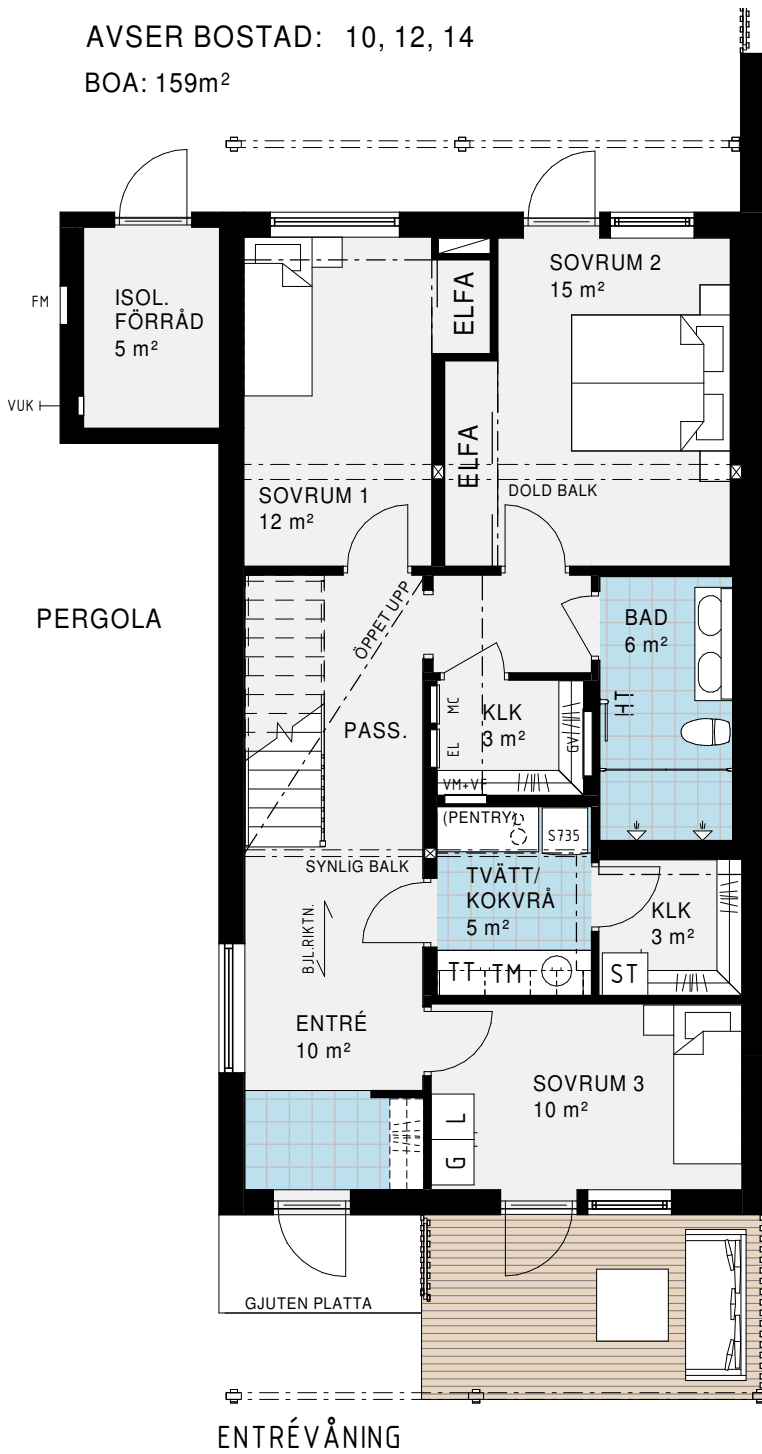 AVSER BOSTAD: 10, 12, 14
BOA: 159m²
ISOL.
FÖRRÅD
5 m²
FM
VUK
ELFA
SOVRUM 2
15 m²
ELFA
SOVRUM 1
12 m²
DOLD BALK
PERGOLA
ÖPPET UPP
BAD
6 m²
HT
PASS.
MC
EL
KLK
3 m²
GV
VM+VF
(PENTRY)
S735
SYNLIG BALK
TVÄTT/
KOKVRÅ
5 m²
KLK
3 m²
BJL.RIKTN.
TT
TM
ST
ENTRÉ
10 m²
SOVRUM 3
10 m²
L
G
GJUTEN PLATTA
ENTRÉVÅNING